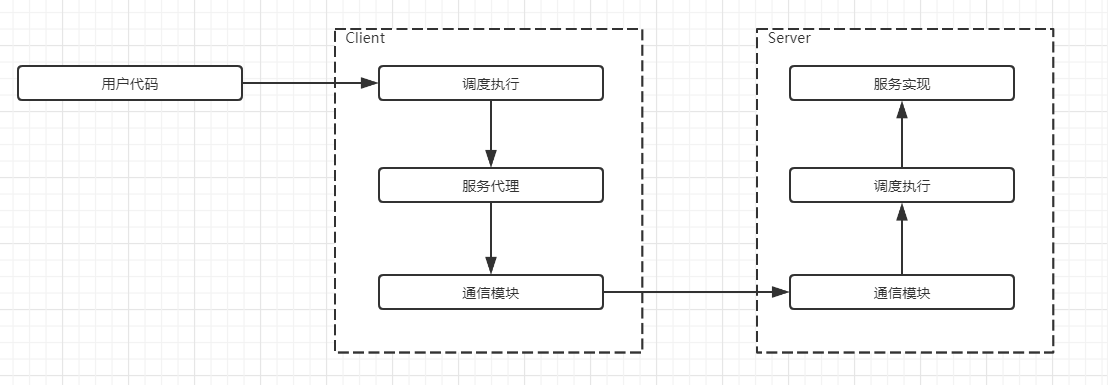 Client
用户代码
调度执行
服务代理
通信模块
Server
服务实现
调度执行
通信模块